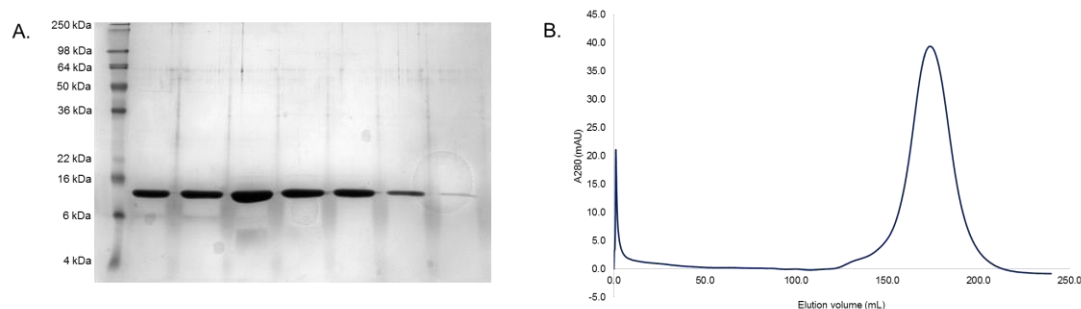 A.
250 kDa
98 kDa
64 kDa
50 kDa
36 kDa
22 kDa
16 kDa
6 kDa
4 kDa
B.
45.0
40.0
35.0
30.0
25.0
20.0
15.0
10.0
5.0
0.0
-5.0
A280 (mAU)
0.0 50.0 100.0 150.0 200.0 250.0
Elution volume (mL)